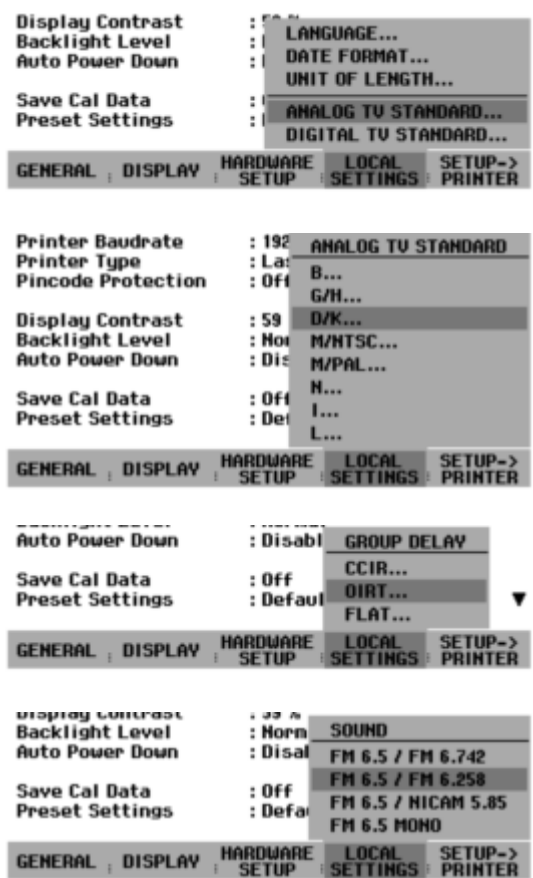 Display Contrast :
Backlight Level :
Auto Power Down :
Save Cal Data :
Preset Settings :
LANGUAGE...
DATE FORMAT...
UNIT OF LENGTH...
ANALOG TV STANDARD...
DIGITAL TV STANDARD...
GENERAL DISPLAY HARDWARE SETUP LOCAL SETTINGS SETUP-> PRINTER
Printer Baudrate : 192
Printer Type : Las
Pincode Protection : Off
Display Contrast : 59
Backlight Level : Nor
Auto Power Down : Dis
Save Cal Data : Off
Preset Settings : Def
ANALOG TV STANDARD
B...
G/H...
D/K...
M/NTSC...
M/PAL...
N...
I...
L...
GENERAL DISPLAY HARDWARE SETUP LOCAL SETTINGS SETUP-> PRINTER
Auto Power Down : Disabl
Save Cal Data : Off
Preset Settings : Defaul
GROUP DELAY
CCIR...
OIRT...
FLAT...
▼
GENERAL DISPLAY HARDWARE SETUP LOCAL SETTINGS SETUP-> PRINTER
Display Contrast : 59 %
Backlight Level : Norm
Auto Power Down : Disal
Save Cal Data : Off
Preset Settings : Defau
SOUND
FM 6.5 / FM 6.742
FM 6.5 / FM 6.258
FM 6.5 / NICAM 5.85
FM 6.5 MONO
GENERAL DISPLAY HARDWARE SETUP LOCAL SETTINGS SETUP-> PRINTER